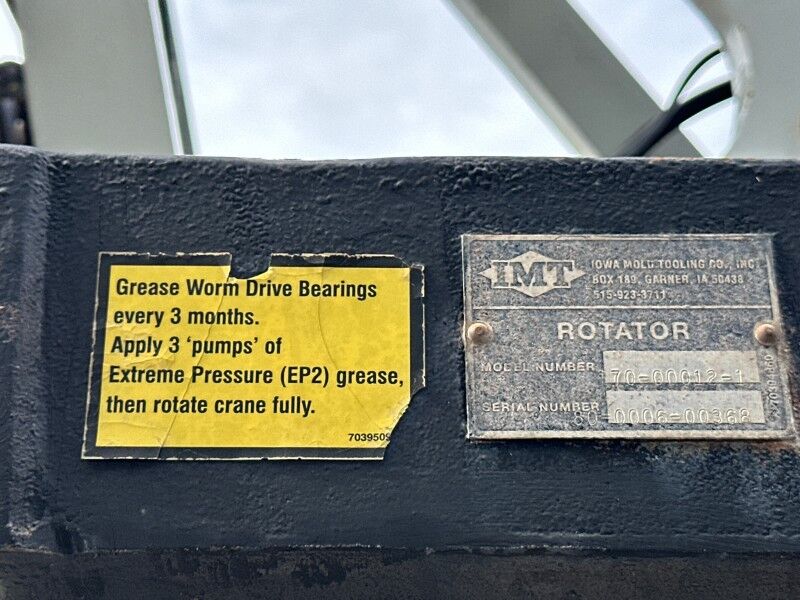 Grease Worm Drive Bearings
every 3 months.
Apply 3 ‘pumps’ of
Extreme Pressure (EP2) grease,
then rotate crane fully.
7039509
IMT
IOWA MOLD TOOLING CO., INC
BOX 189, GARNER, IA 50438
515-923-3711
ROTATOR
MODEL NUMBER 70-00012-1
SERIAL NUMBER 0006-00368